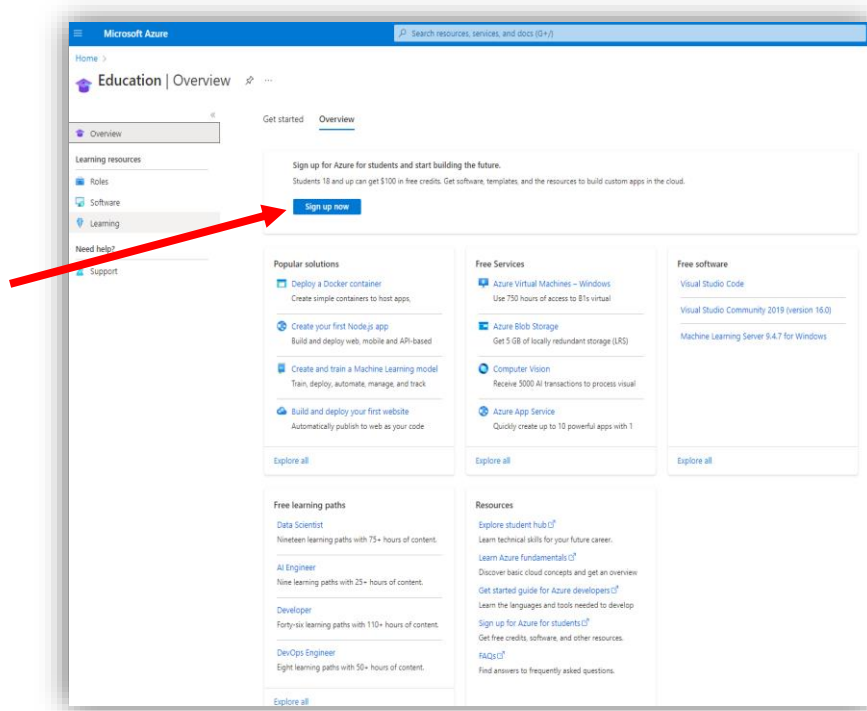 Microsoft Azure
Search resources, services, and docs (G+/)
Home >
Education | Overview
Overview
Learning resources
Roles
Software
Learning
Need help?
Support
Get started Overview
Sign up for Azure for students and start building the future.
Students 18 and up can get $100 in free credits. Get software, templates, and the resources to build custom apps in the cloud.
Sign up now
Popular solutions
Deploy a Docker container
Create simple containers to host apps,
Create your first Node.js app
Build and deploy web, mobile and API-based
Create and train a Machine Learning model
Train, deploy, automate, manage, and track
Build and deploy your first website
Automatically publish to web as your code
Explore all
Free Services
Azure Virtual Machines – Windows
Use 750 hours of access to B1s virtual
Azure Blob Storage
Get 5 GB of locally redundant storage (LRS)
Computer Vision
Receive 5000 AI transactions to process visual
Azure App Service
Quickly create up to 10 powerful apps with 1
Explore all
Free software
Visual Studio Code
Visual Studio Community 2019 (version 16.0)
Machine Learning Server 9.4.7 for Windows
Explore all
Free learning paths
Data Scientist
Nineteen learning paths with 75+ hours of content.
AI Engineer
Nine learning paths with 25+ hours of content.
Developer
Forty-six learning paths with 110+ hours of content.
DevOps Engineer
Eight learning paths with 50+ hours of content.
Explore all
Resources
Explore student hub
Learn technical skills for your future career.
Learn Azure fundamentals
Discover basic cloud concepts and get an overview
Get started guide for Azure developers
Learn the languages and tools needed to develop
Sign up for Azure for students
Get free credits, software, and other resources.
FAQs
Find answers to frequently asked questions.